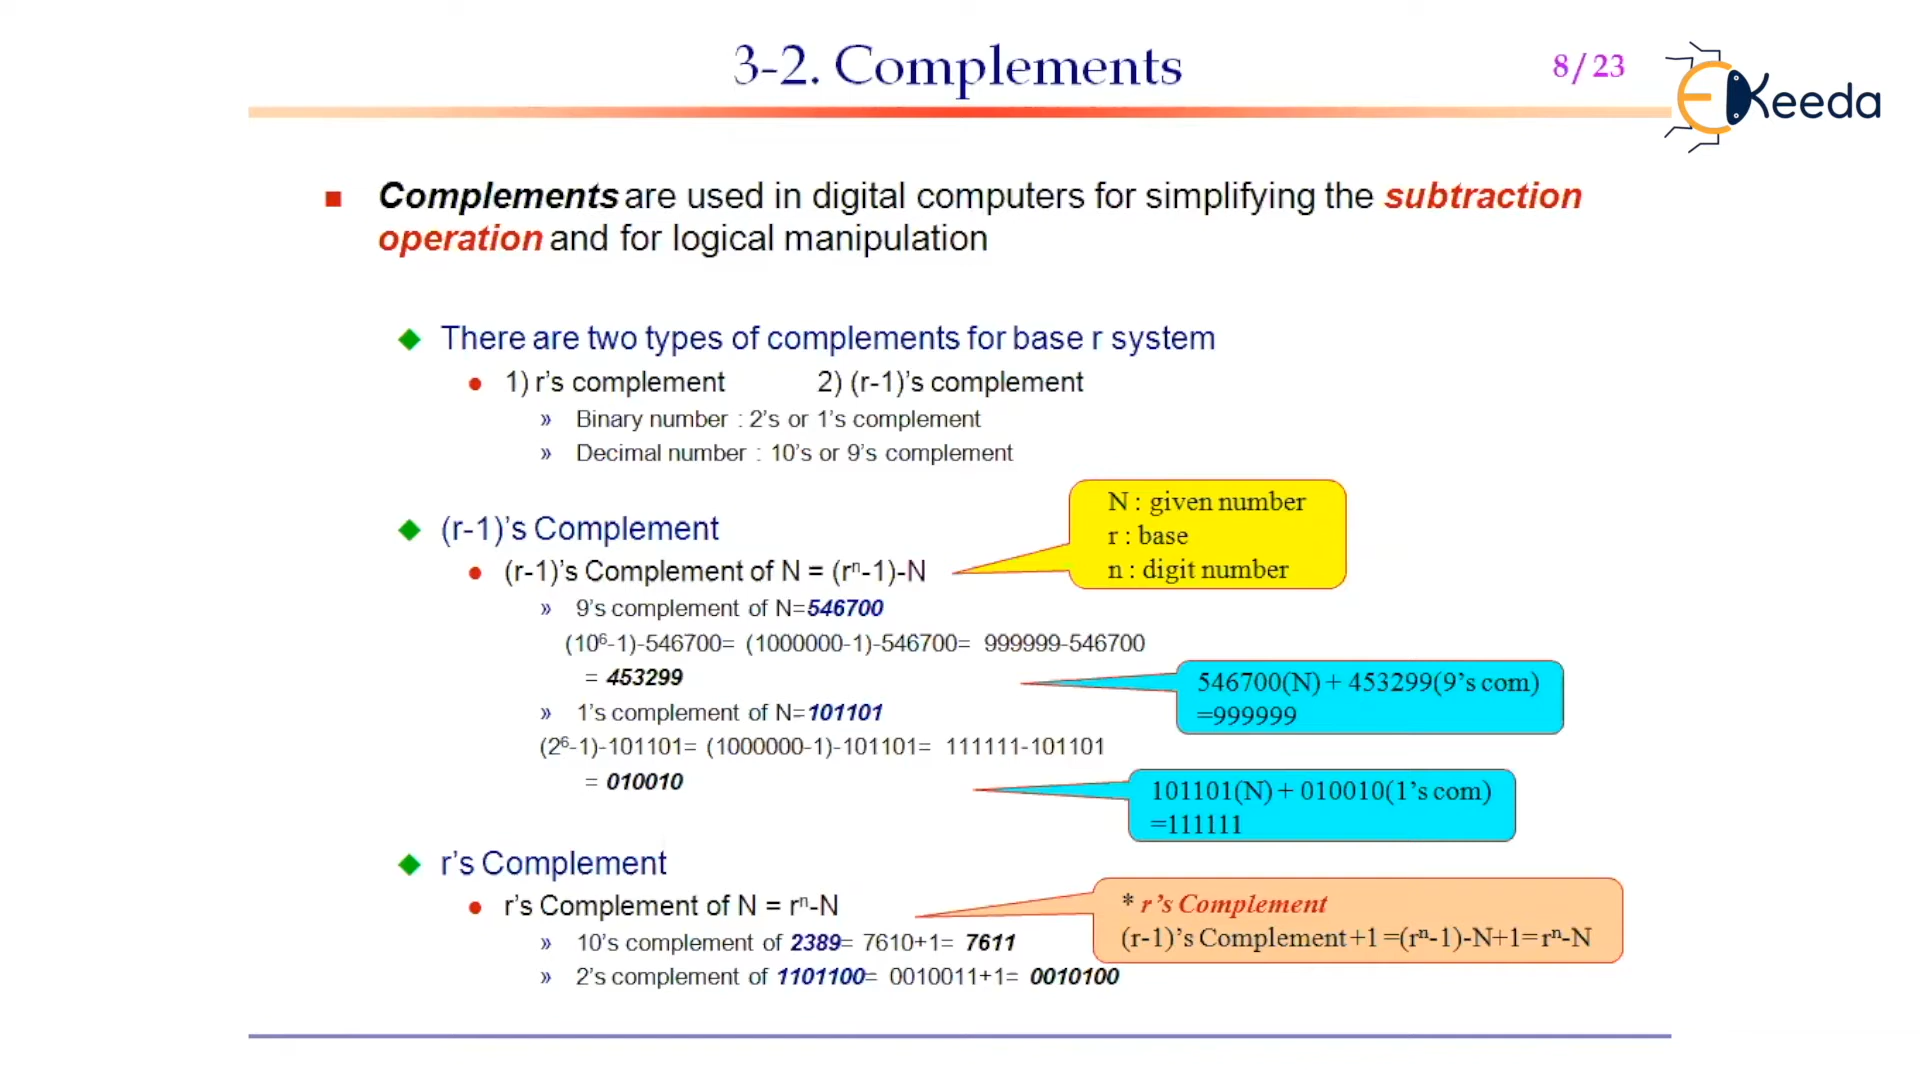 3-2. Complements
8/23
EKeeda
■ Complements are used in digital computers for simplifying the subtraction
operation and for logical manipulation
◆ There are two types of complements for base r system
● 1) r's complement 2) (r-1)'s complement
» Binary number : 2's or 1's complement
» Decimal number : 10's or 9's complement
N : given number
r : base
n : digit number
◆ (r-1)'s Complement
● (r-1)'s Complement of N = (rⁿ-1)-N
» 9's complement of N=546700
(10⁶-1)-546700= (1000000-1)-546700= 999999-546700
= 453299
546700(N) + 453299(9's com)
=999999
» 1's complement of N=101101
(2⁶-1)-101101= (1000000-1)-101101= 111111-101101
= 010010
101101(N) + 010010(1's com)
=111111
◆ r's Complement
● r's Complement of N = rⁿ-N
* r's Complement
(r-1)'s Complement +1 =(rⁿ-1)-N+1= rⁿ-N
» 10's complement of 2389= 7610+1= 7611
» 2's complement of 1101100= 0010011+1= 0010100